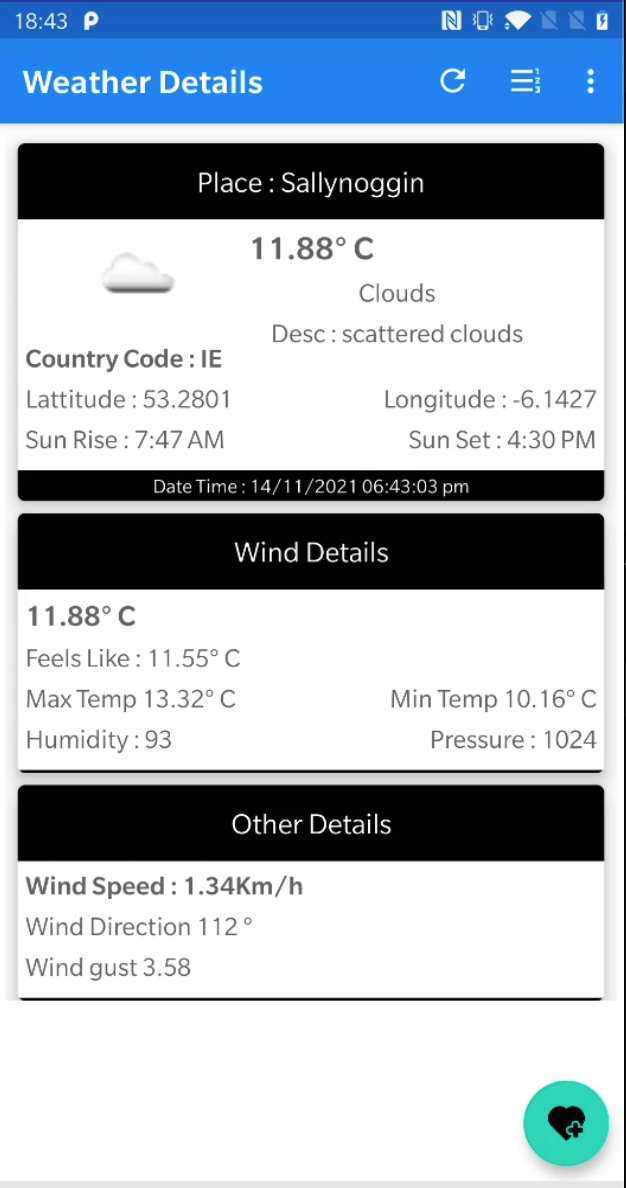 18:43
Weather Details
Place : Sallynoggin
11.88° C
Clouds
Desc : scattered clouds
Country Code : IE
Lattitude : 53.2801 Longitude : -6.1427
Sun Rise : 7:47 AM Sun Set : 4:30 PM
Date Time : 14/11/2021 06:43:03 pm
Wind Details
11.88° C
Feels Like : 11.55° C
Max Temp 13.32° C Min Temp 10.16° C
Humidity : 93 Pressure : 1024
Other Details
Wind Speed : 1.34Km/h
Wind Direction 112 °
Wind gust 3.58